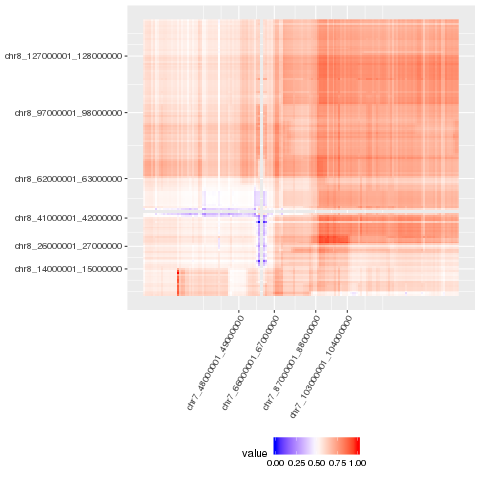 chr8_127000001_128000000
chr8_97000001_98000000
chr8_62000001_63000000
chr8_41000001_42000000
chr8_26000001_27000000
chr8_14000001_15000000
chr7_48000001_49000000
chr7_66000001_67000000
chr7_87000001_88000000
chr7_103000001_104000000
value
0.00 0.25 0.50 0.75 1.00